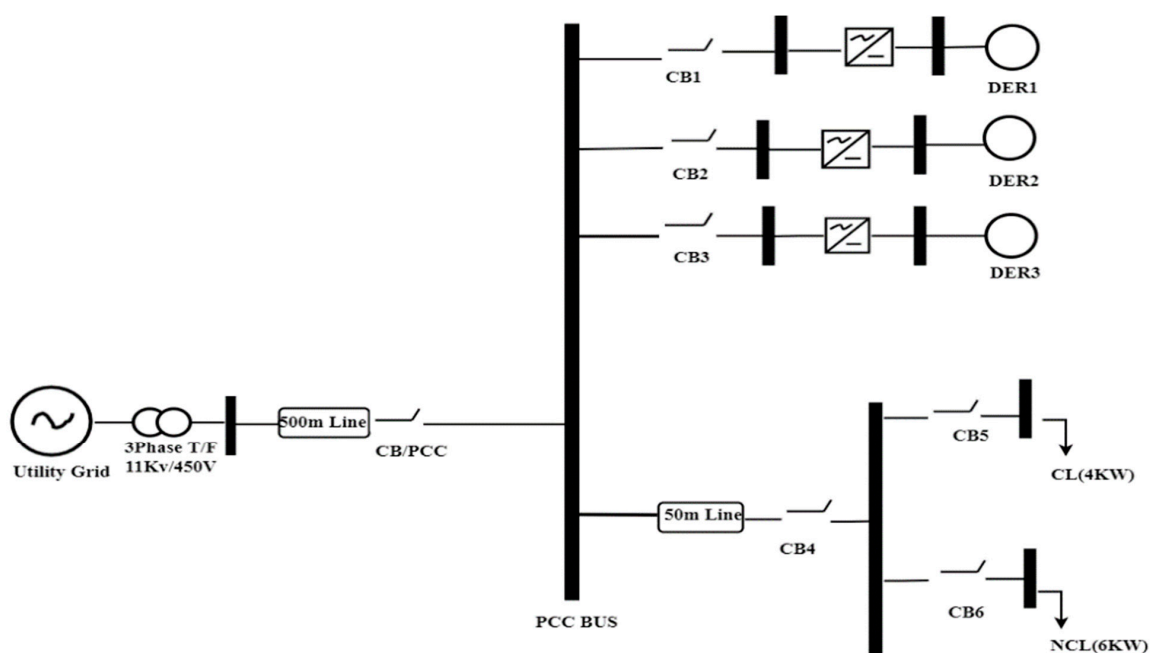 CB1
DER1
CB2
DER2
CB3
DER3
Utility Grid
3Phase T/F
11Kv/450V
500m Line
CB/PCC
PCC BUS
50m Line
CB4
CB5
CL(4KW)
CB6
NCL(6KW)